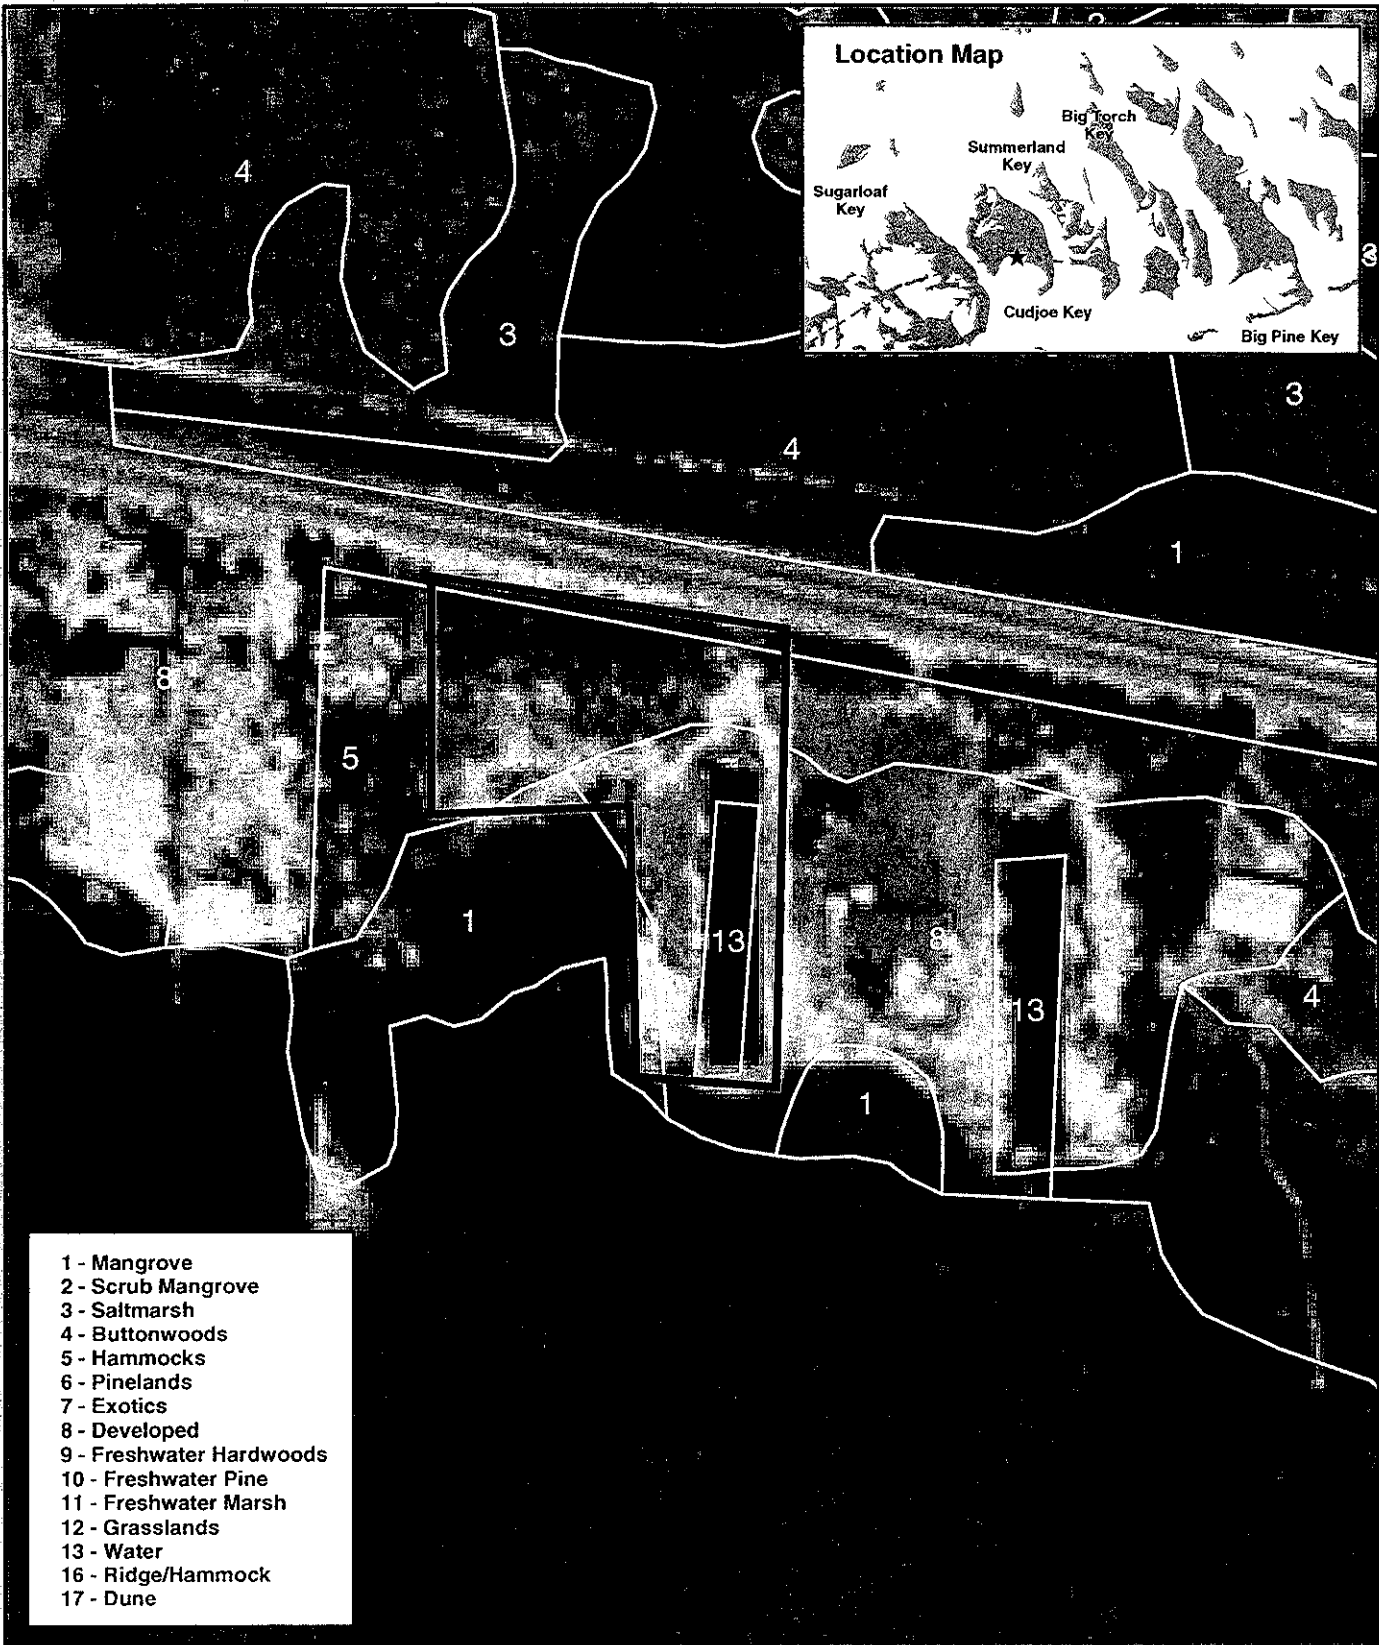 2
Location Map
Big Torch
Key
Summerland
Key
Sugarloaf
Key
Cudjoe Key
Big Pine Key
4
3
3
3
4
1
8
5
1
13
8
13
4
1
1 - Mangrove
2 - Scrub Mangrove
3 - Saltmarsh
4 - Buttonwoods
5 - Hammocks
6 - Pinelands
7 - Exotics
8 - Developed
9 - Freshwater Hardwoods
10 - Freshwater Pine
11 - Freshwater Marsh
12 - Grasslands
13 - Water
16 - Ridge/Hammock
17 - Dune